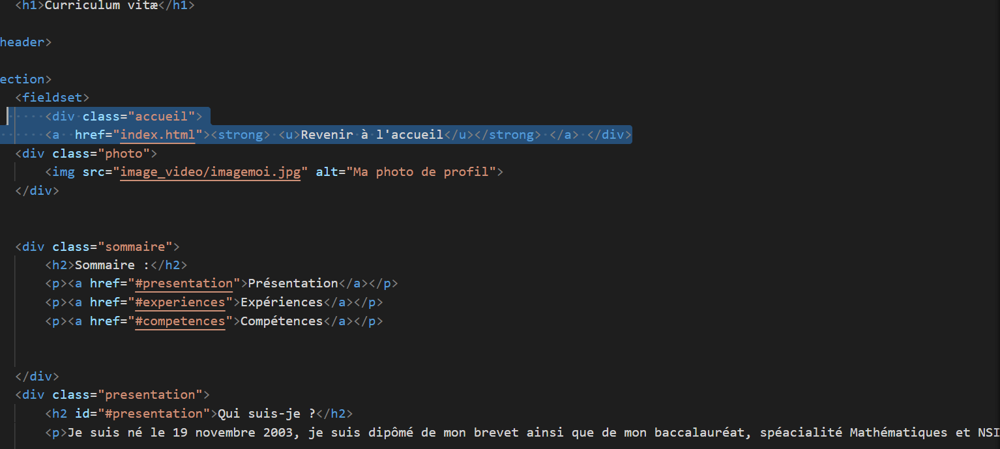 <h1>Curriculum vitæ</h1>
header>
ection>
<fieldset>
<div class="accueil">
<a  href="index.html"><strong> <u>Revenir à l'accueil</u></strong> </a> </div>
<div class="photo">
<img src="image_video/imagemoi.jpg" alt="Ma photo de profil">
</div>
<div class="sommaire">
<h2>Sommaire :</h2>
<p><a href="#presentation">Présentation</a></p>
<p><a href="#experiences">Expériences</a></p>
<p><a href="#competences">Compétences</a></p>
</div>
<div class="presentation">
<h2 id="#presentation">Qui suis-je ?</h2>
<p>Je suis né le 19 novembre 2003, je suis dipômé de mon brevet ainsi que de mon baccalauréat, spéacialité Mathématiques et NSI